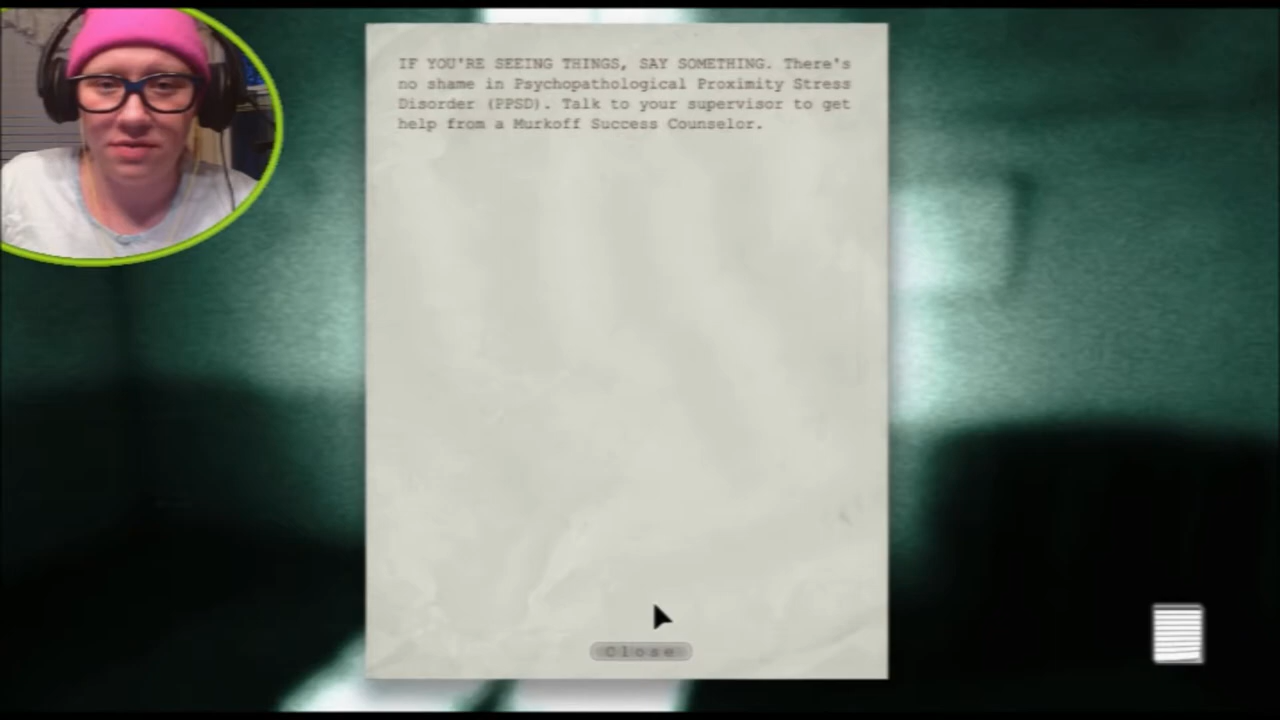 IF YOU'RE SEEING THINGS, SAY SOMETHING. There's
no shame in Psychopathological Proximity Stress
Disorder (PPSD). Talk to your supervisor to get
help from a Murkoff Success Counselor.
Close